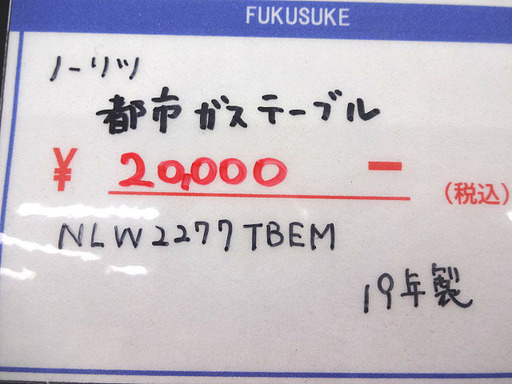 FUKUSUKE
ノーリツ
都市ガステーブル
¥ 20,000 - (税込)
NLW2277TBEM
19年製